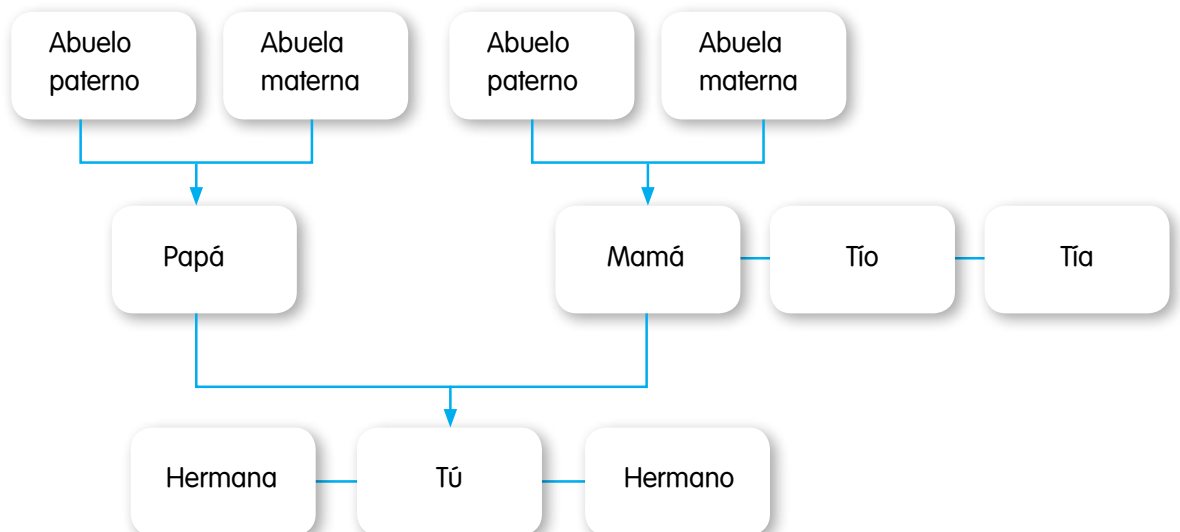 Abuelo
paterno
Abuela
materna
Abuelo
paterno
Abuela
materna
Papá
Mamá
Tío
Tía
Hermana
Tú
Hermano